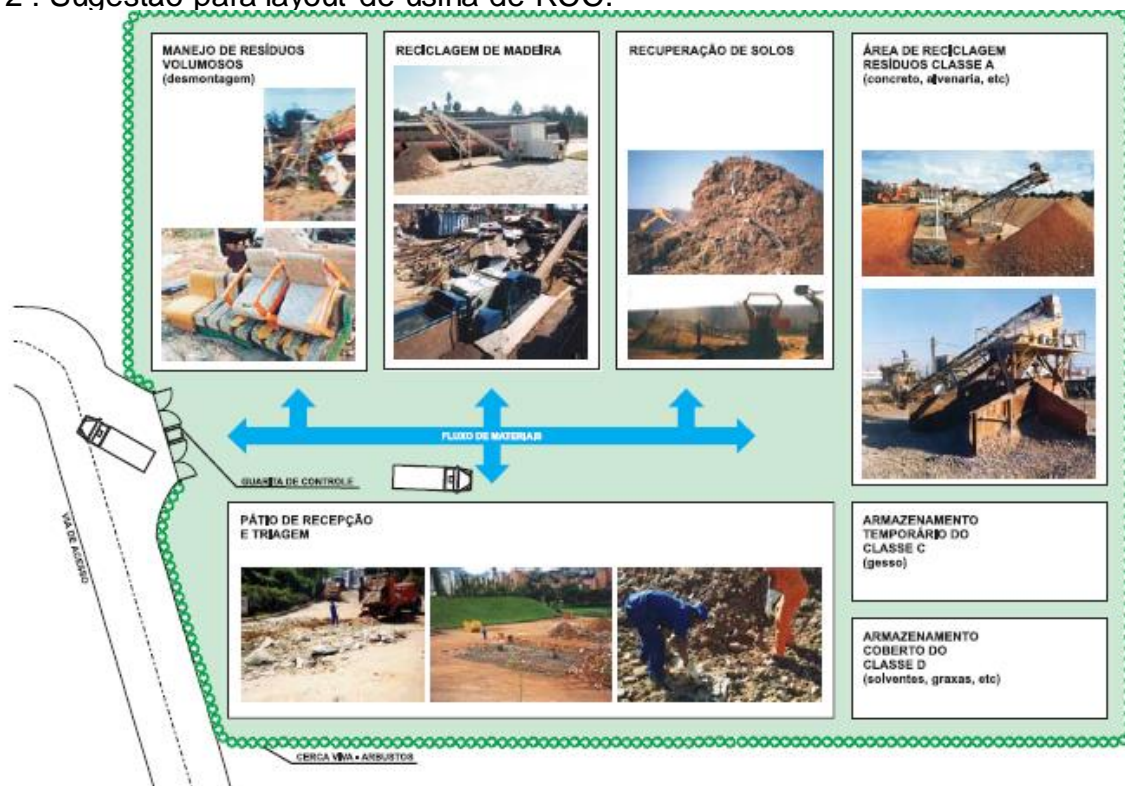 2 . Sugestão para layout de usina de RCC.
MANEJO DE RESÍDUOS
VOLUMOSOS
(desmontagem)
RECICLAGEM DE MADEIRA
RECUPERAÇÃO DE SOLOS
ÁREA DE RECICLAGEM
RESÍDUOS CLASSE A
(concreto, alvenaria, etc)
FLUXO DE MATERIAIS
GUARITA DE CONTROLE
VIA DE ACESSO
PÁTIO DE RECEPÇÃO
E TRIAGEM
ARMAZENAMENTO
TEMPORÁRIO DO
CLASSE C
(gesso)
ARMAZENAMENTO
COBERTO DO
CLASSE D
(solventes, graxas, etc)
CERCA VIVA • ARBUSTOS